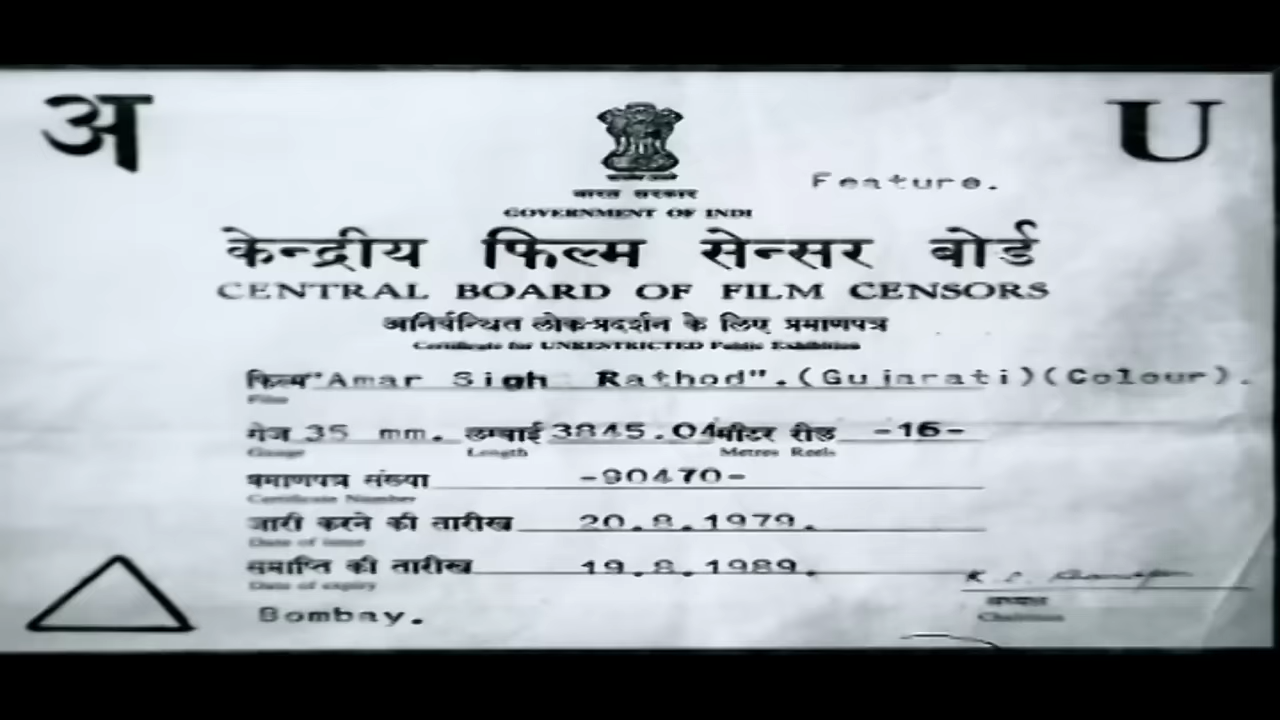 अ
U
Feature.
भारत सरकार
GOVERNMENT OF INDI
केन्द्रीय फिल्म सेन्सर बोर्ड
CENTRAL BOARD OF FILM CENSORS
अनिर्बन्धित लोक-प्रदर्शन के लिए प्रमाणपत्र
Certificate for UNRESTRICTED Public Exhibition
फिल्म "Amar Sigh Rathod".(Gujarati)(Colour).
Film
गेज 35 mm. लम्बाई 3845.04 मीटर रील -16-
Gauge Length Metres Reels
प्रमाणपत्र संख्या -90470-
Certificate Number
जारी करने की तारीख 20.8.1979.
Date of issue
समाप्ति की तारीख 19.8.1989.
Date of expiry
Bombay.
अध्यक्ष
Chairman